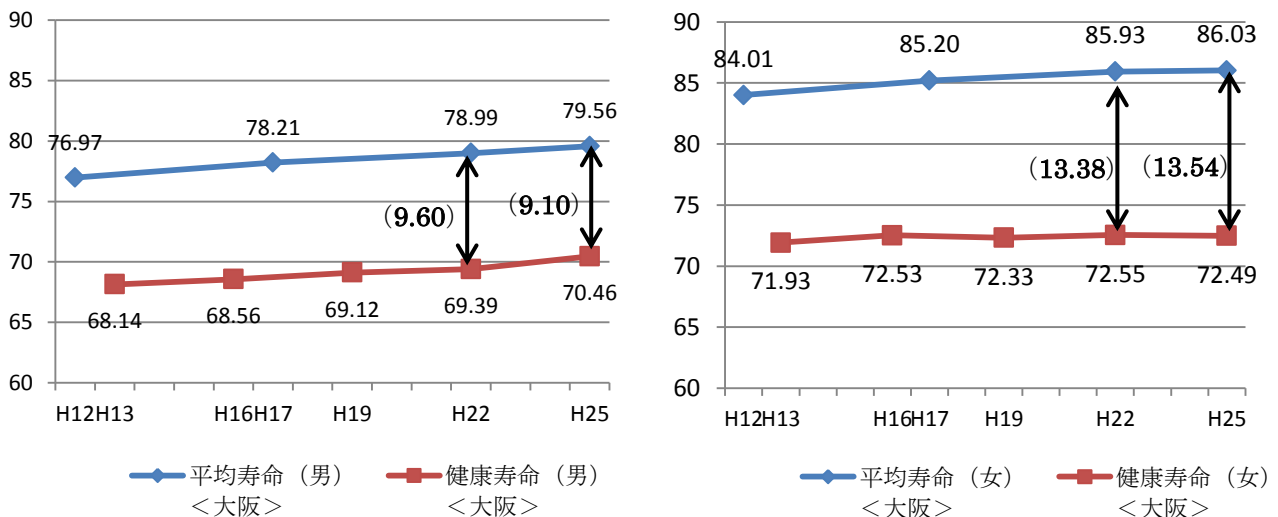 90
85
80
75
70
65
60
76.97
78.21
78.99
79.56
（9.60）
（9.10）
68.14
68.56
69.12
69.39
70.46
H12H13
H16H17
H19
H22
H25
平均寿命（男）
＜大阪＞
健康寿命（男）
＜大阪＞
90
85
80
75
70
65
60
84.01
85.20
85.93
86.03
（13.38）
（13.54）
71.93
72.53
72.33
72.55
72.49
H12H13
H16H17
H19
H22
H25
平均寿命（女）
＜大阪＞
健康寿命（女）
＜大阪＞